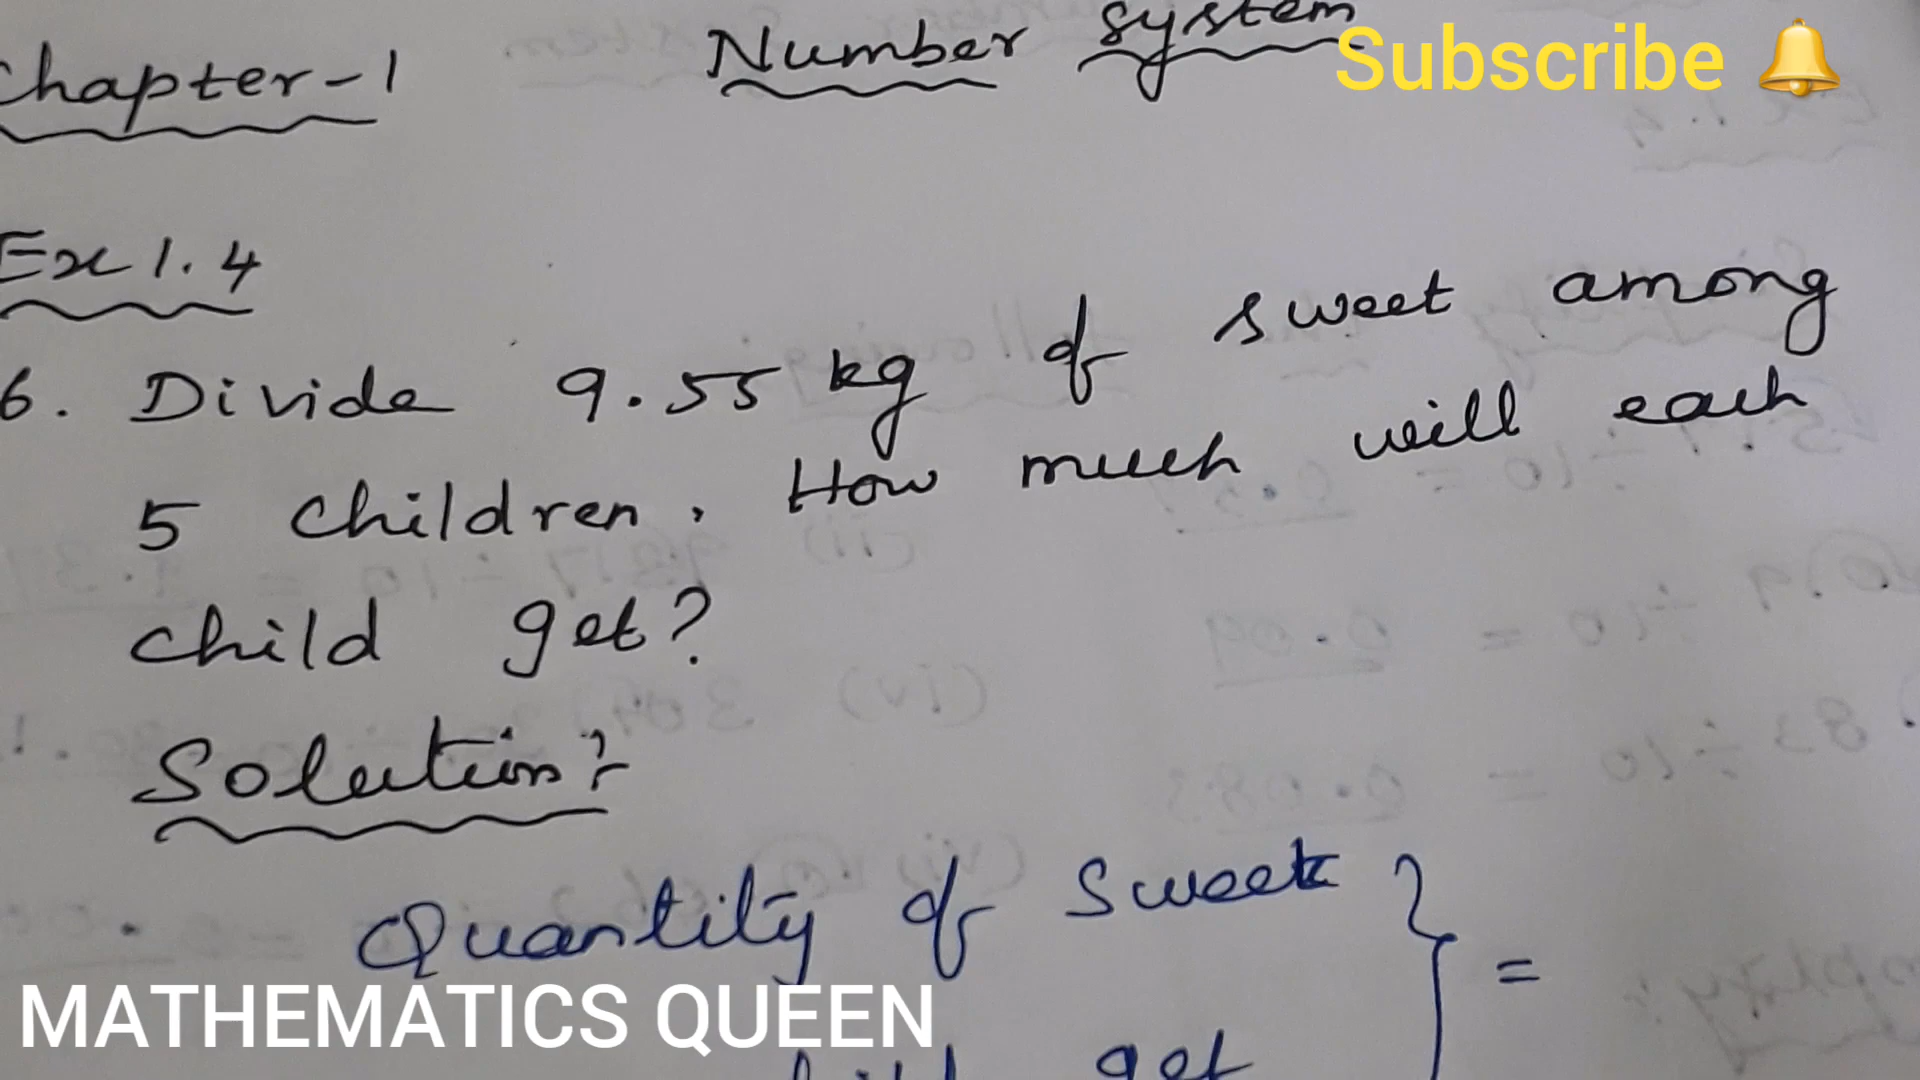 Chapter-1 Number system
Subscribe 🔔
Ex 1.4
6. Divide 9.55 kg of sweet among
5 children. How much will each
child get?
Solution:-
Quantity of sweet } =
MATHEMATICS QUEEN
get